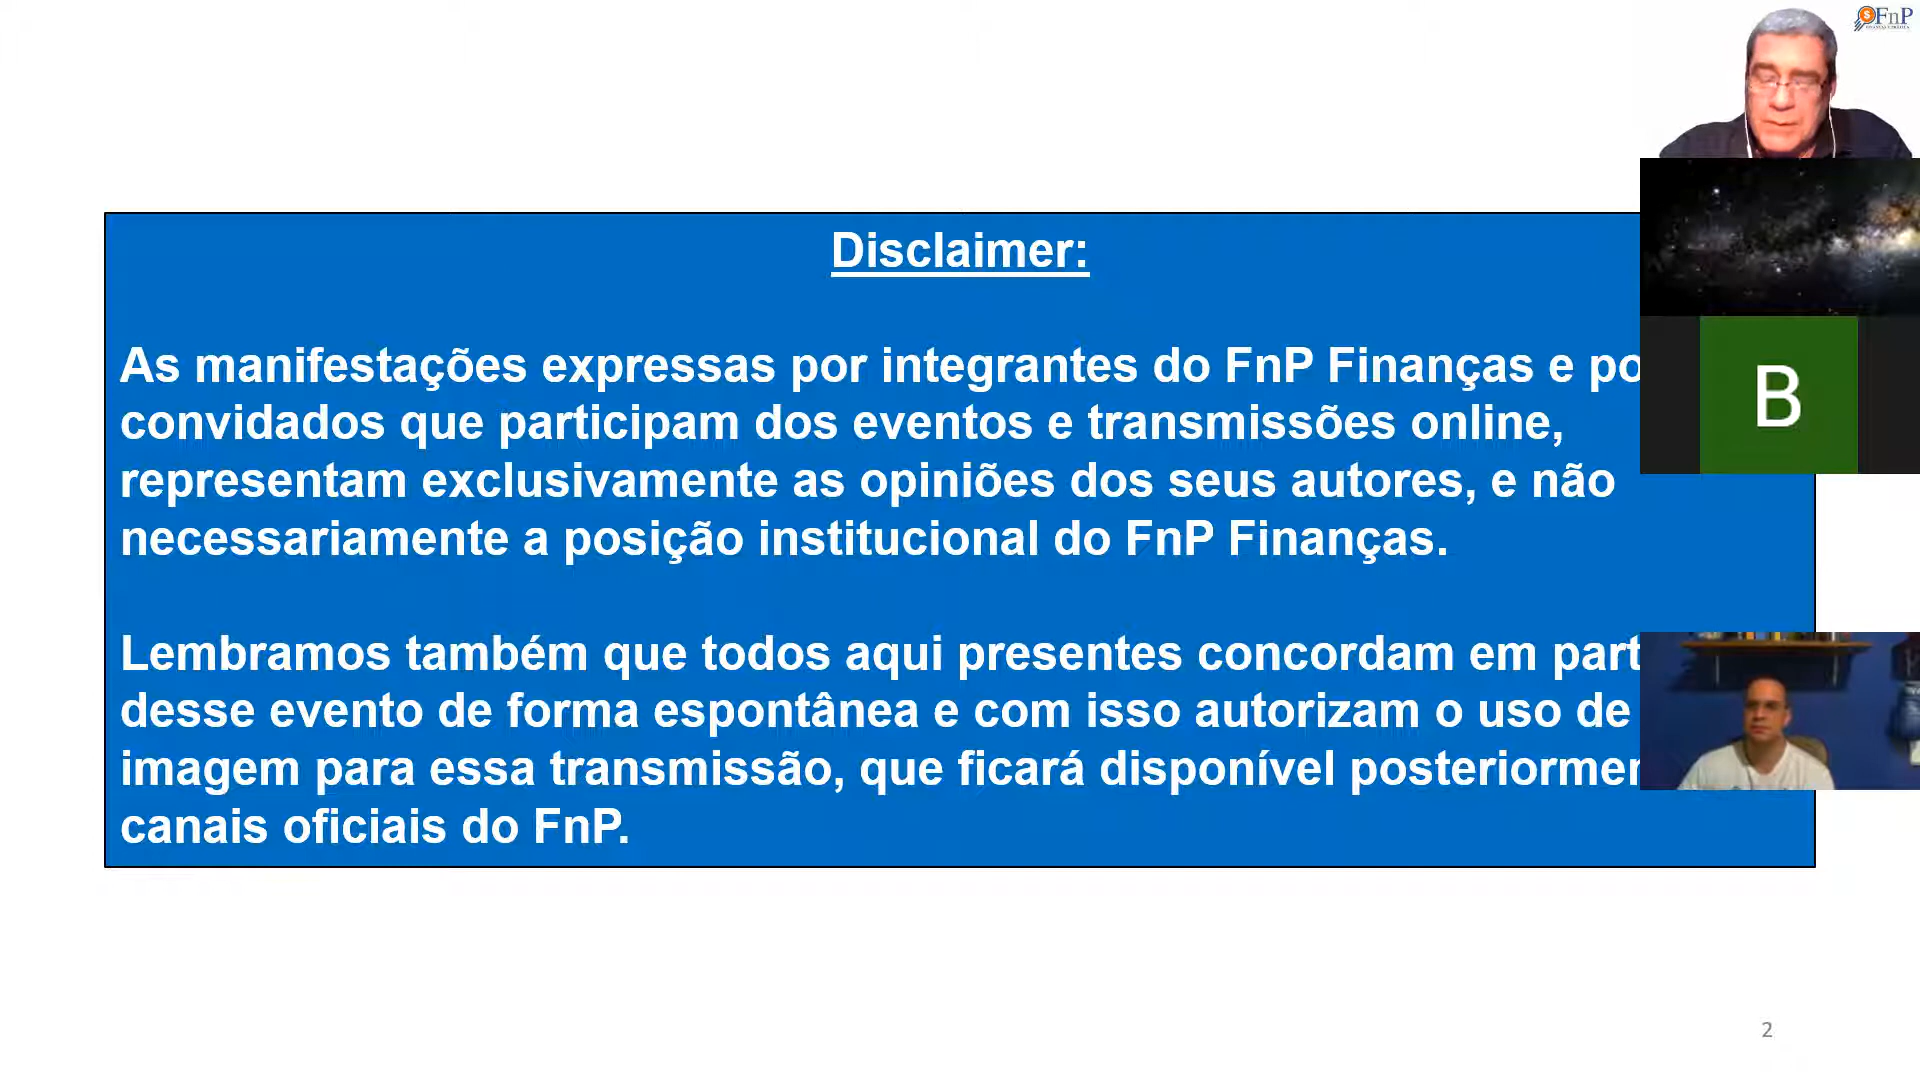 FnP
Disclaimer:
As manifestações expressas por integrantes do FnP Finanças e po
convidados que participam dos eventos e transmissões online,
representam exclusivamente as opiniões dos seus autores, e não
necessariamente a posição institucional do FnP Finanças.
B
Lembramos também que todos aqui presentes concordam em part
desse evento de forma espontânea e com isso autorizam o uso de
imagem para essa transmissão, que ficará disponível posteriormen
canais oficiais do FnP.
2